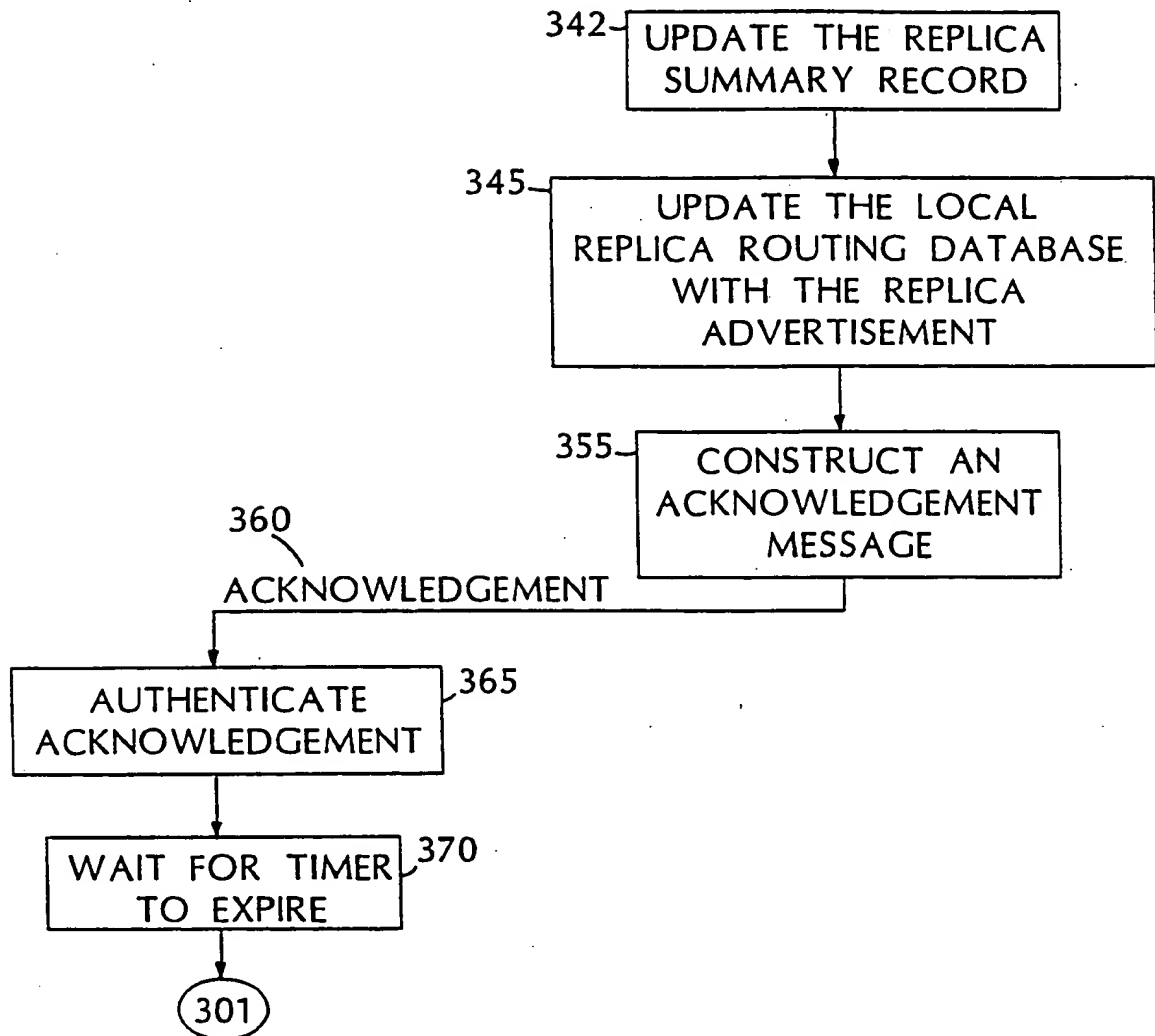 342
UPDATE THE REPLICA
SUMMARY RECORD
345
UPDATE THE LOCAL
REPLICA ROUTING DATABASE
WITH THE REPLICA
ADVERTISEMENT
355
CONSTRUCT AN
ACKNOWLEDGEMENT
MESSAGE
360
ACKNOWLEDGEMENT
AUTHENTICATE
ACKNOWLEDGEMENT
365
WAIT FOR TIMER
TO EXPIRE
370
301